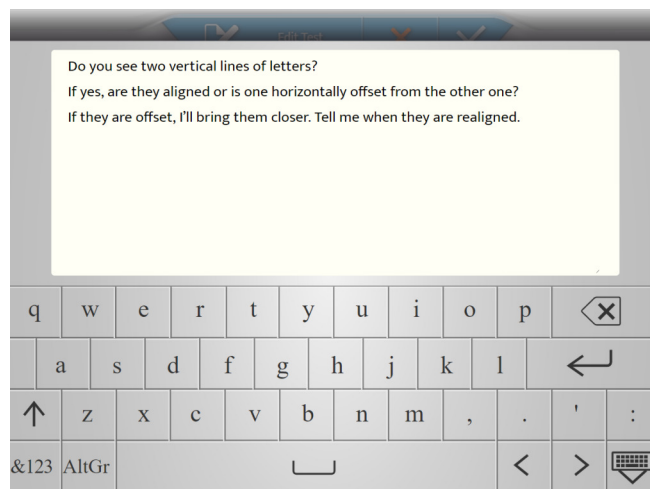 Edit Test
Do you see two vertical lines of letters?
If yes, are they aligned or is one horizontally offset from the other one?
If they are offset, I'll bring them closer. Tell me when they are realigned.
q w e r t y u i o p
a s d f g h j k l
z x c v b n m , . ' :
&123 AltGr < >